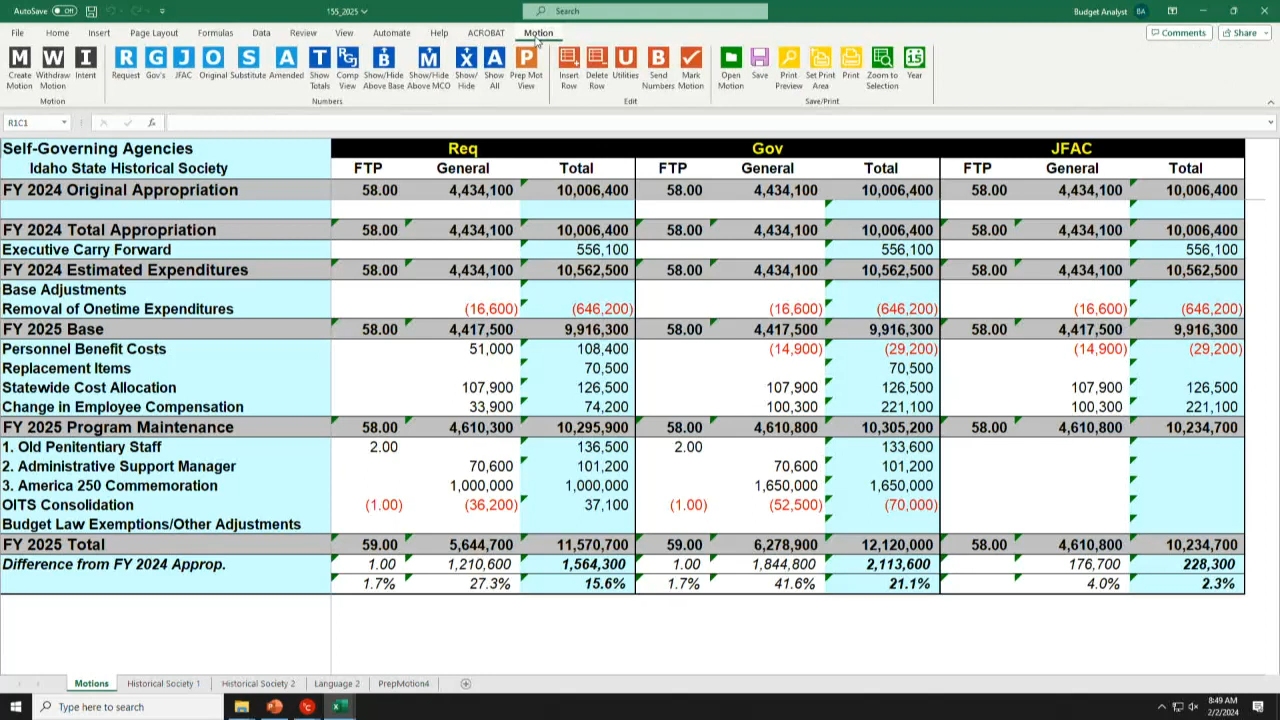 AutoSave Off 155_2025 Search Budget Analyst BA
File Home Insert Page Layout Formulas Data Review View Automate Help ACROBAT Motion Comments Share
M W I R G J O S A T RG B M X A P U B 15
Create Motion Withdraw Motion Intent Request Gov's JFAC Original Substitute Amended Show Totals Comp View Show/Hide Above Base Show/Hide Above MCO Show/ Hide Show All Prep Mot View Insert Row Delete Row Utilities Send Numbers Mark Motion Open Motion Save Print Preview Set Print Area Print Zoom to Selection Year
Motion Numbers Edit Save/Print
R1C1 fx
Self-Governing Agencies Req Gov JFAC
Idaho State Historical Society FTP General Total FTP General Total FTP General Total
FY 2024 Original Appropriation 58.00 4,434,100 10,006,400 58.00 4,434,100 10,006,400 58.00 4,434,100 10,006,400
FY 2024 Total Appropriation 58.00 4,434,100 10,006,400 58.00 4,434,100 10,006,400 58.00 4,434,100 10,006,400
Executive Carry Forward 556,100 556,100 556,100
FY 2024 Estimated Expenditures 58.00 4,434,100 10,562,500 58.00 4,434,100 10,562,500 58.00 4,434,100 10,562,500
Base Adjustments
Removal of Onetime Expenditures (16,600) (646,200) (16,600) (646,200) (16,600) (646,200)
FY 2025 Base 58.00 4,417,500 9,916,300 58.00 4,417,500 9,916,300 58.00 4,417,500 9,916,300
Personnel Benefit Costs 51,000 108,400 (14,900) (29,200) (14,900) (29,200)
Replacement Items 70,500 70,500
Statewide Cost Allocation 107,900 126,500 107,900 126,500 107,900 126,500
Change in Employee Compensation 33,900 74,200 100,300 221,100 100,300 221,100
FY 2025 Program Maintenance 58.00 4,610,300 10,295,900 58.00 4,610,800 10,305,200 58.00 4,610,800 10,234,700
1. Old Penitentiary Staff 2.00 136,500 2.00 133,600
2. Administrative Support Manager 70,600 101,200 70,600 101,200
3. America 250 Commemoration 1,000,000 1,000,000 1,650,000 1,650,000
OITS Consolidation (1.00) (36,200) 37,100 (1.00) (52,500) (70,000)
Budget Law Exemptions/Other Adjustments
FY 2025 Total 59.00 5,644,700 11,570,700 59.00 6,278,900 12,120,000 58.00 4,610,800 10,234,700
Difference from FY 2024 Approp. 1.00 1,210,600 1,564,300 1.00 1,844,800 2,113,600 176,700 228,300
1.7% 27.3% 15.6% 1.7% 41.6% 21.1% 4.0% 2.3%
Motions Historical Society 1 Historical Society 2 Language 2 PrepMotion4
Type here to search 8:49 AM
2/2/2024